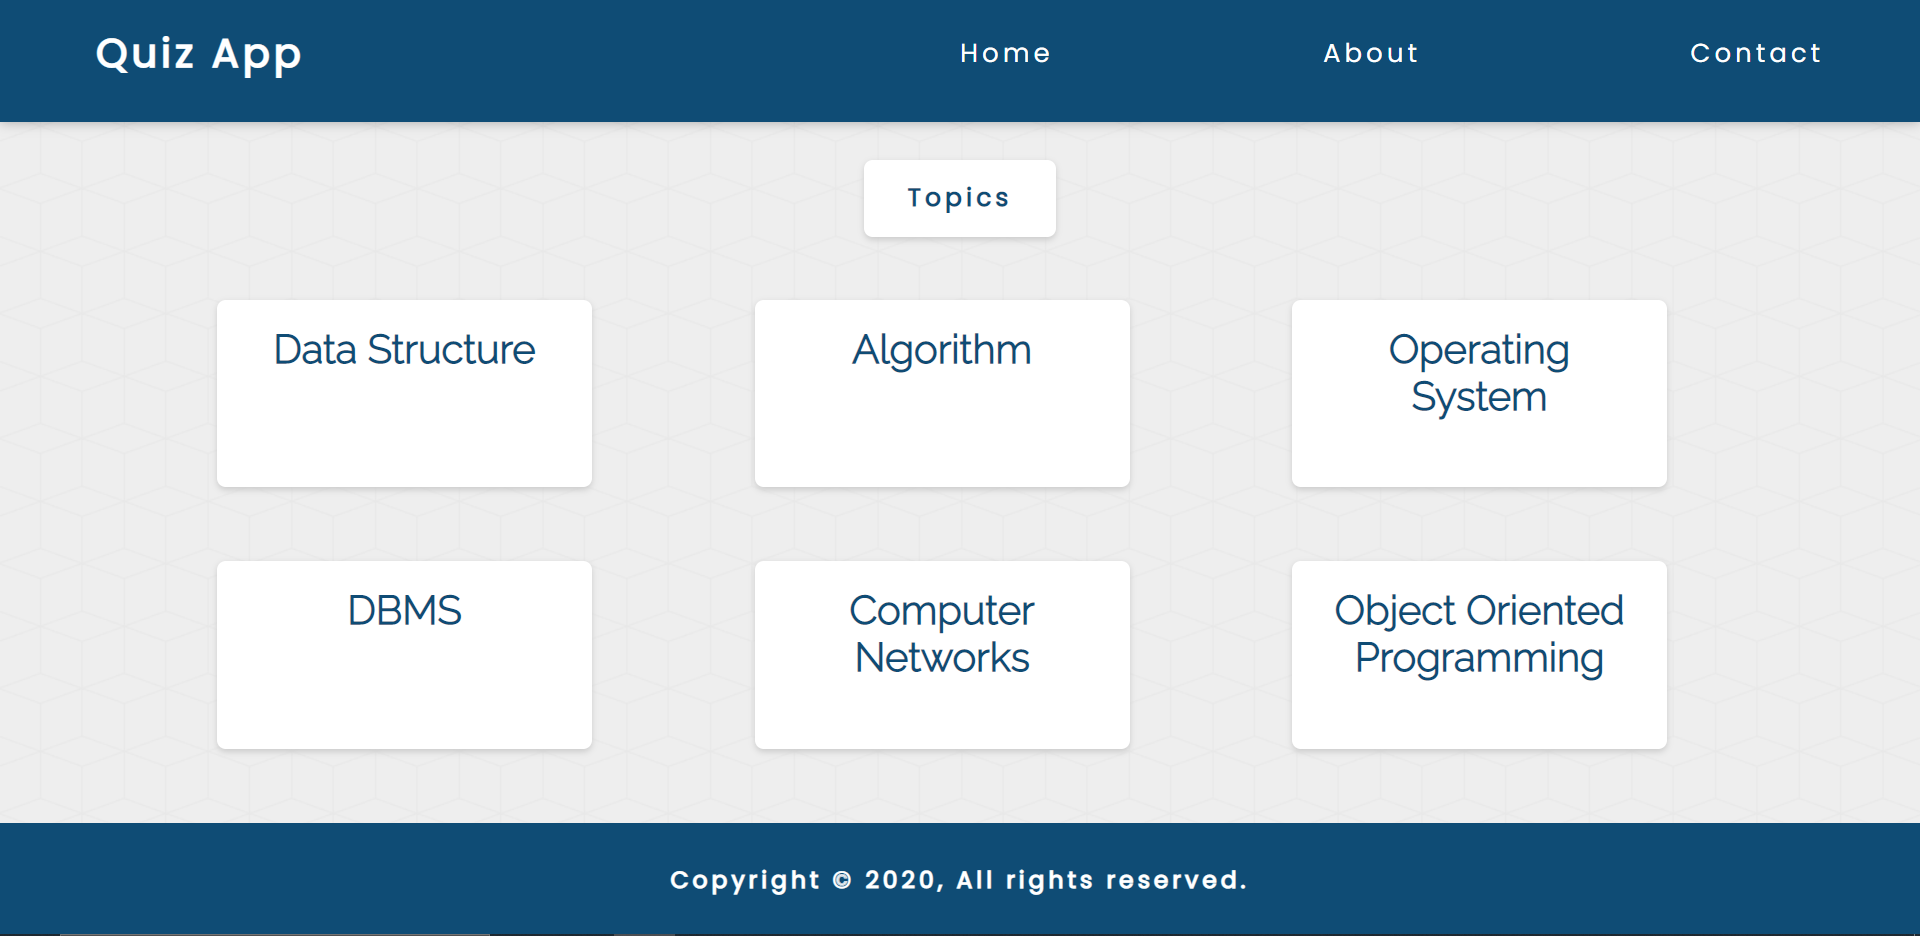 Quiz App
Home
About
Contact
Topics
Data Structure
Algorithm
Operating
System
DBMS
Computer
Networks
Object Oriented
Programming
Copyright © 2020, All rights reserved.